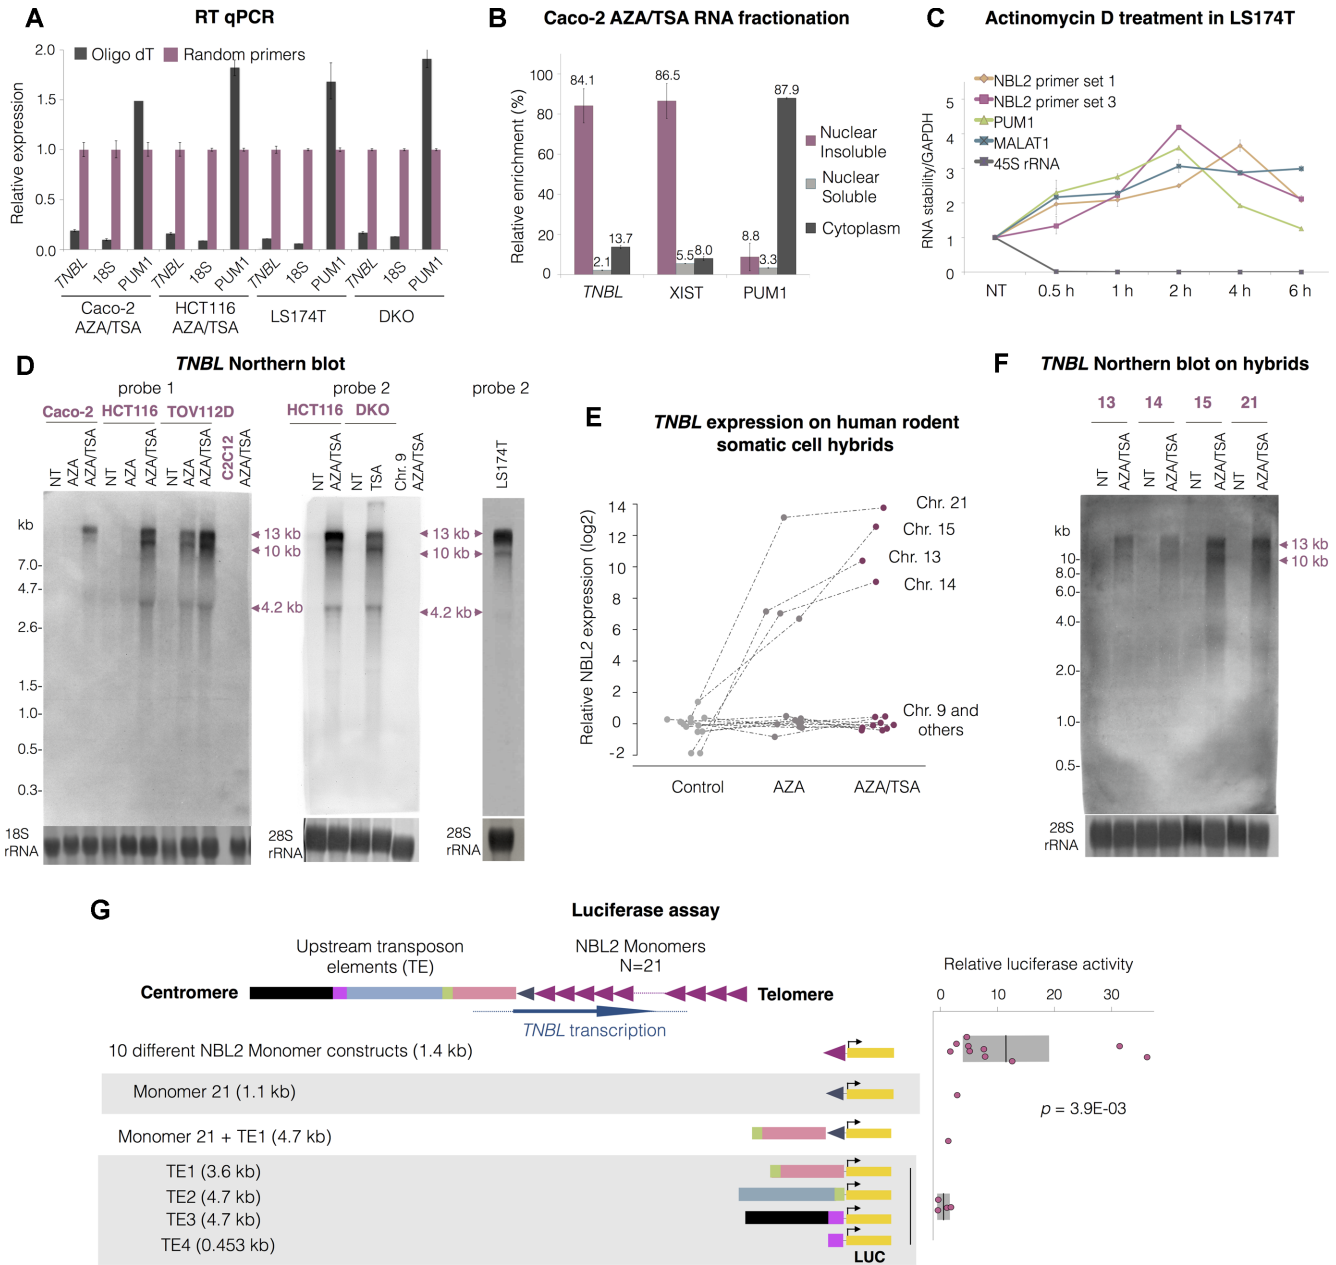 A
RT qPCR
Oligo dT
Random primers
Relative expression
2.0
1.5
1.0
0.5
0.0
TNBL
18S
PUM1
TNBL
18S
PUM1
TNBL
18S
PUM1
TNBL
18S
PUM1
Caco-2
AZA/TSA
HCT116
AZA/TSA
LS174T
DKO
B
Caco-2 AZA/TSA RNA fractionation
Relative enrichment (%)
100
80
60
40
20
0
84.1
2.1
13.7
86.5
5.5
8.0
8.8
3.3
87.9
Nuclear
Insoluble
Nuclear
Soluble
Cytoplasm
TNBL
XIST
PUM1
C
Actinomycin D treatment in LS174T
NBL2 primer set 1
NBL2 primer set 3
PUM1
MALAT1
45S rRNA
RNA stability/GAPDH
5
4
3
2
1
0
NT
0.5 h
1 h
2 h
4 h
6 h
D
TNBL Northern blot
probe 1
probe 2
probe 2
Caco-2
HCT116
TOV112D
C2C12
HCT116
DKO
NT
AZA
AZA/TSA
NT
AZA
AZA/TSA
NT
AZA
AZA/TSA
AZA/TSA
NT
AZA/TSA
NT
TSA
Chr. 9
AZA/TSA
LS174T
kb
7.0-
4.7-
2.6-
1.5-
1.0-
0.5-
0.3-
13 kb
10 kb
4.2 kb
13 kb
10 kb
4.2 kb
18S
rRNA
28S
rRNA
28S
rRNA
E
TNBL expression on human rodent
somatic cell hybrids
Relative NBL2 expression (log2)
14
12
10
8
6
4
2
0
-2
Chr. 21
Chr. 15
Chr. 13
Chr. 14
Chr. 9 and
others
Control
AZA
AZA/TSA
F
TNBL Northern blot on hybrids
13
14
15
21
NT
AZA/TSA
NT
AZA/TSA
NT
AZA/TSA
NT
AZA/TSA
kb
10-
8.0-
6.0-
4.0-
2.0-
1.0-
0.5-
13 kb
10 kb
28S
rRNA
G
Luciferase assay
Upstream transposon
elements (TE)
NBL2 Monomers
N=21
Centromere
Telomere
TNBL transcription
Relative luciferase activity
0
10
20
30
10 different NBL2 Monomer constructs (1.4 kb)
Monomer 21 (1.1 kb)
Monomer 21 + TE1 (4.7 kb)
TE1 (3.6 kb)
TE2 (4.7 kb)
TE3 (4.7 kb)
TE4 (0.453 kb)
LUC
p = 3.9E-03